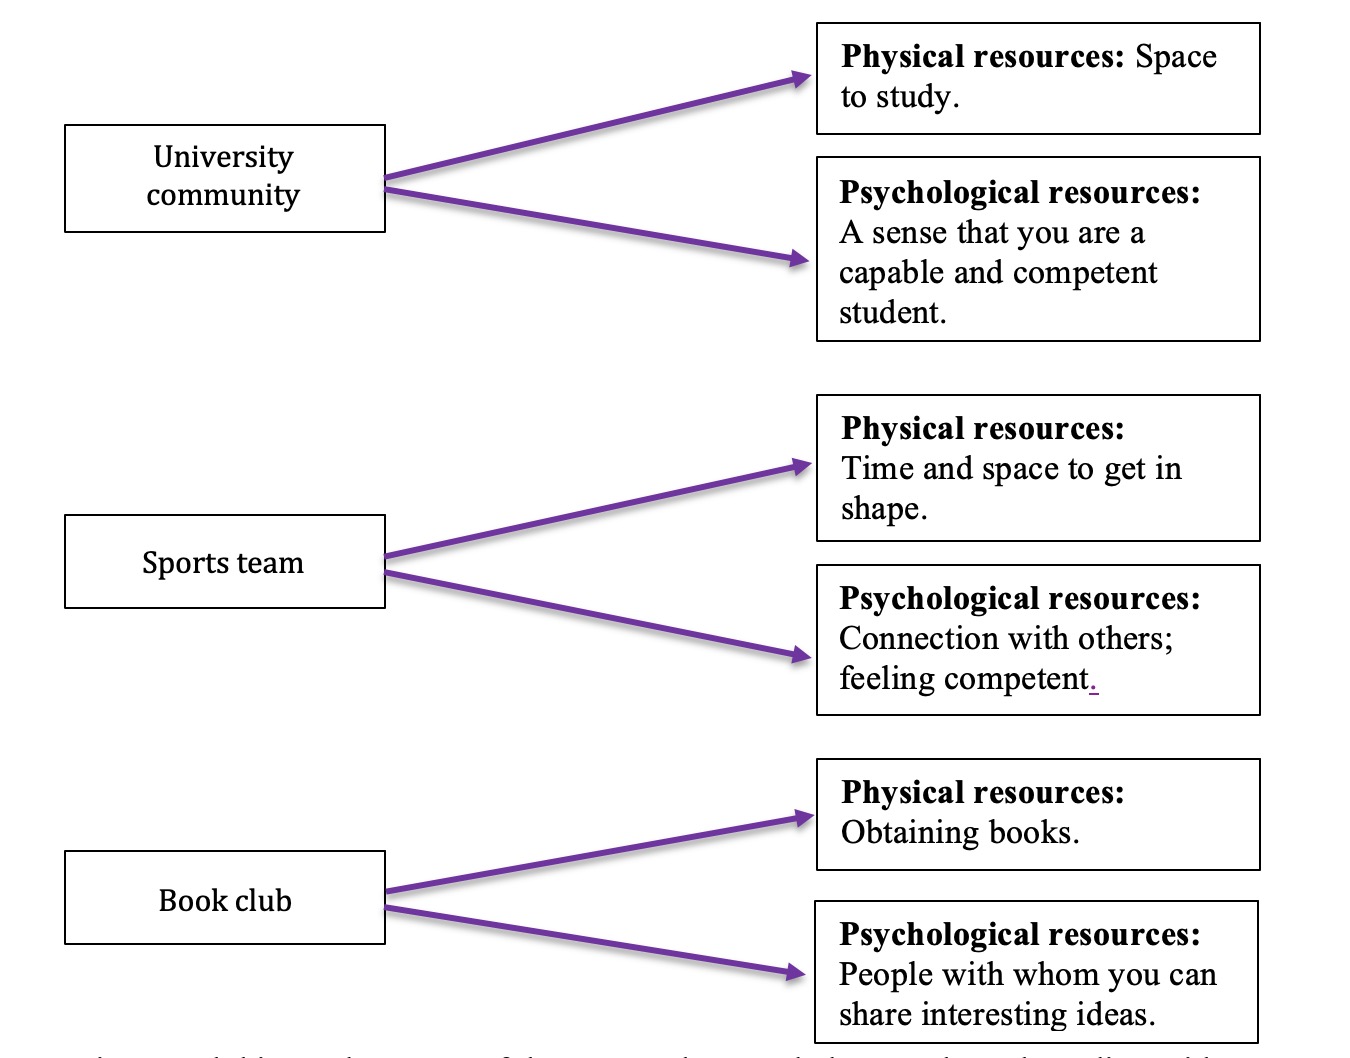 University
community
Physical resources: Space
to study.
Psychological resources:
A sense that you are a
capable and competent
student.
Sports team
Physical resources:
Time and space to get in
shape.
Psychological resources:
Connection with others;
feeling competent.
Book club
Physical resources:
Obtaining books.
Psychological resources:
People with whom you can
share interesting ideas.